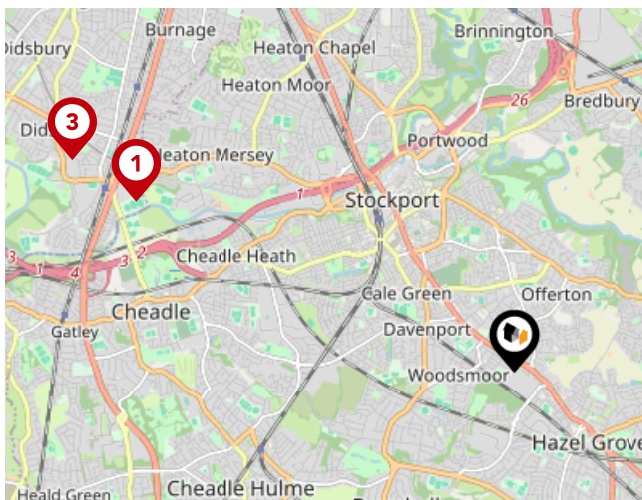 Burnage
Didsbury
Heaton Chapel
Brinnington
Heaton Moor
26
Bredbury
3
Dids
Portwood
1
Heaton Mersey
1
Stockport
3
1
4
3
2
Cheadle Heath
Cale Green
Offerton
Cheadle
Gatley
Davenport
Woodsmoor
Hazel Grove
Heald Green
Cheadle Hulme